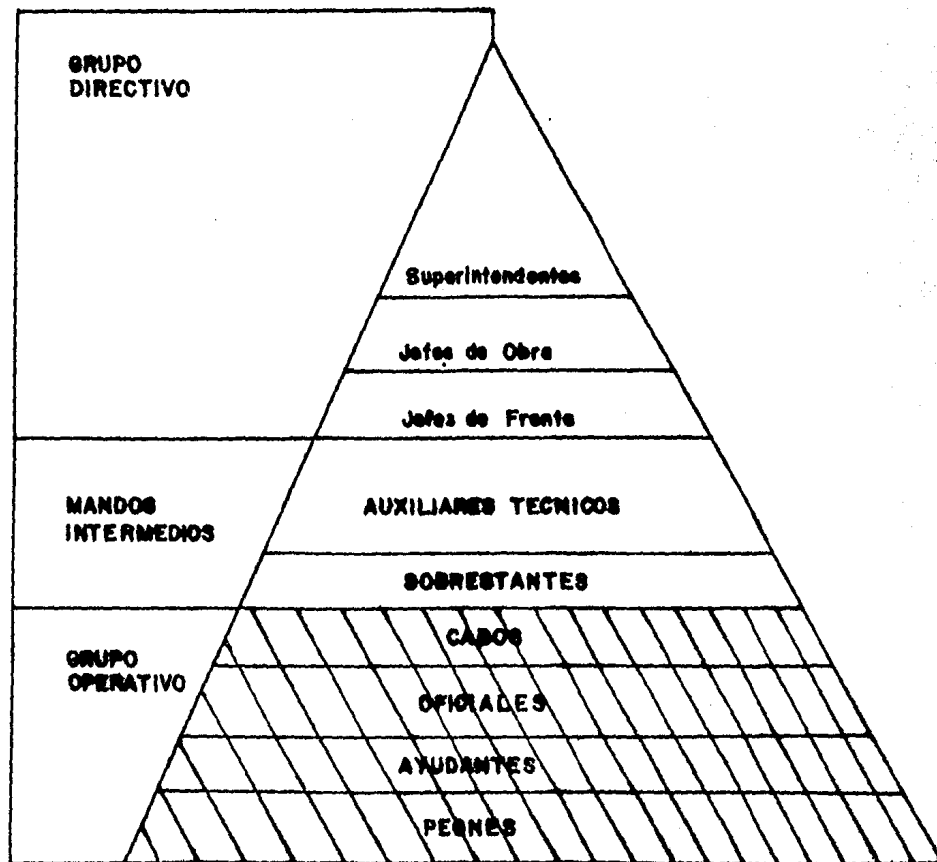 GRUPO
DIRECTIVO
Superintendentes
Jefes de Obra
Jefes de Frente
MANDOS
INTERMEDIOS
AUXILIARES TECNICOS
SOBRESTANTES
GRUPO
OPERATIVO
CABOS
OFICIALES
AYUDANTES
PEONES